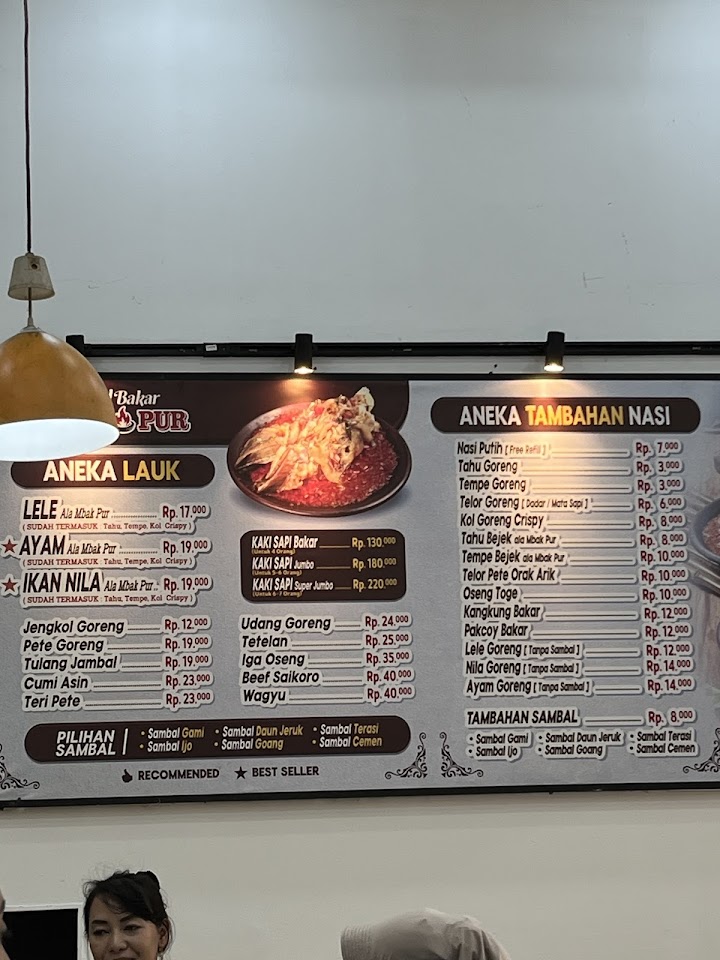 Bakar
PUR
ANEKA LAUK
LELE Ala Mbak Pur Rp. 17.000
( SUDAH TERMASUK : Tahu, Tempe, Kol Crispy )
AYAM Ala Mbak Pur Rp. 19.000
( SUDAH TERMASUK : Tahu, Tempe, Kol Crispy )
IKAN NILA Ala Mbak Pur Rp. 19.000
( SUDAH TERMASUK : Tahu, Tempe, Kol Crispy )
Jengkol Goreng Rp. 12.000
Pete Goreng Rp. 19.000
Tulang Jambal Rp. 19.000
Cumi Asin Rp. 23.000
Teri Pete Rp. 23.000
KAKI SAPI Bakar Rp. 130.000
(Untuk 4 Orang)
KAKI SAPI Jumbo Rp. 180.000
(Untuk 5-6 Orang)
KAKI SAPI Super Jumbo Rp. 220.000
(Untuk 6-7 Orang)
Udang Goreng Rp. 24.000
Tetelan Rp. 25.000
Iga Oseng Rp. 35.000
Beef Saikoro Rp. 40.000
Wagyu Rp. 40.000
PILIHAN SAMBAL
• Sambal Gami • Sambal Daun Jeruk • Sambal Terasi
• Sambal Ijo • Sambal Goang • Sambal Cemen
RECOMMENDED ★ BEST SELLER
ANEKA TAMBAHAN NASI
Nasi Putih [ Free Refill ] Rp. 7.000
Tahu Goreng Rp. 3.000
Tempe Goreng Rp. 3.000
Telor Goreng [ Dadar / Mata Sapi ] Rp. 6.000
Kol Goreng Crispy Rp. 8.000
Tahu Bejek ala Mbak Pur Rp. 8.000
Tempe Bejek ala Mbak Pur Rp. 10.000
Telor Pete Orak Arik Rp. 10.000
Oseng Toge Rp. 10.000
Kangkung Bakar Rp. 12.000
Pakcoy Bakar Rp. 12.000
Lele Goreng [ Tanpa Sambal ] Rp. 12.000
Nila Goreng [ Tanpa Sambal ] Rp. 14.000
Ayam Goreng [ Tanpa Sambal ] Rp. 14.000
TAMBAHAN SAMBAL Rp. 8.000
• Sambal Gami • Sambal Daun Jeruk • Sambal Terasi
• Sambal Ijo • Sambal Goang • Sambal Cemen